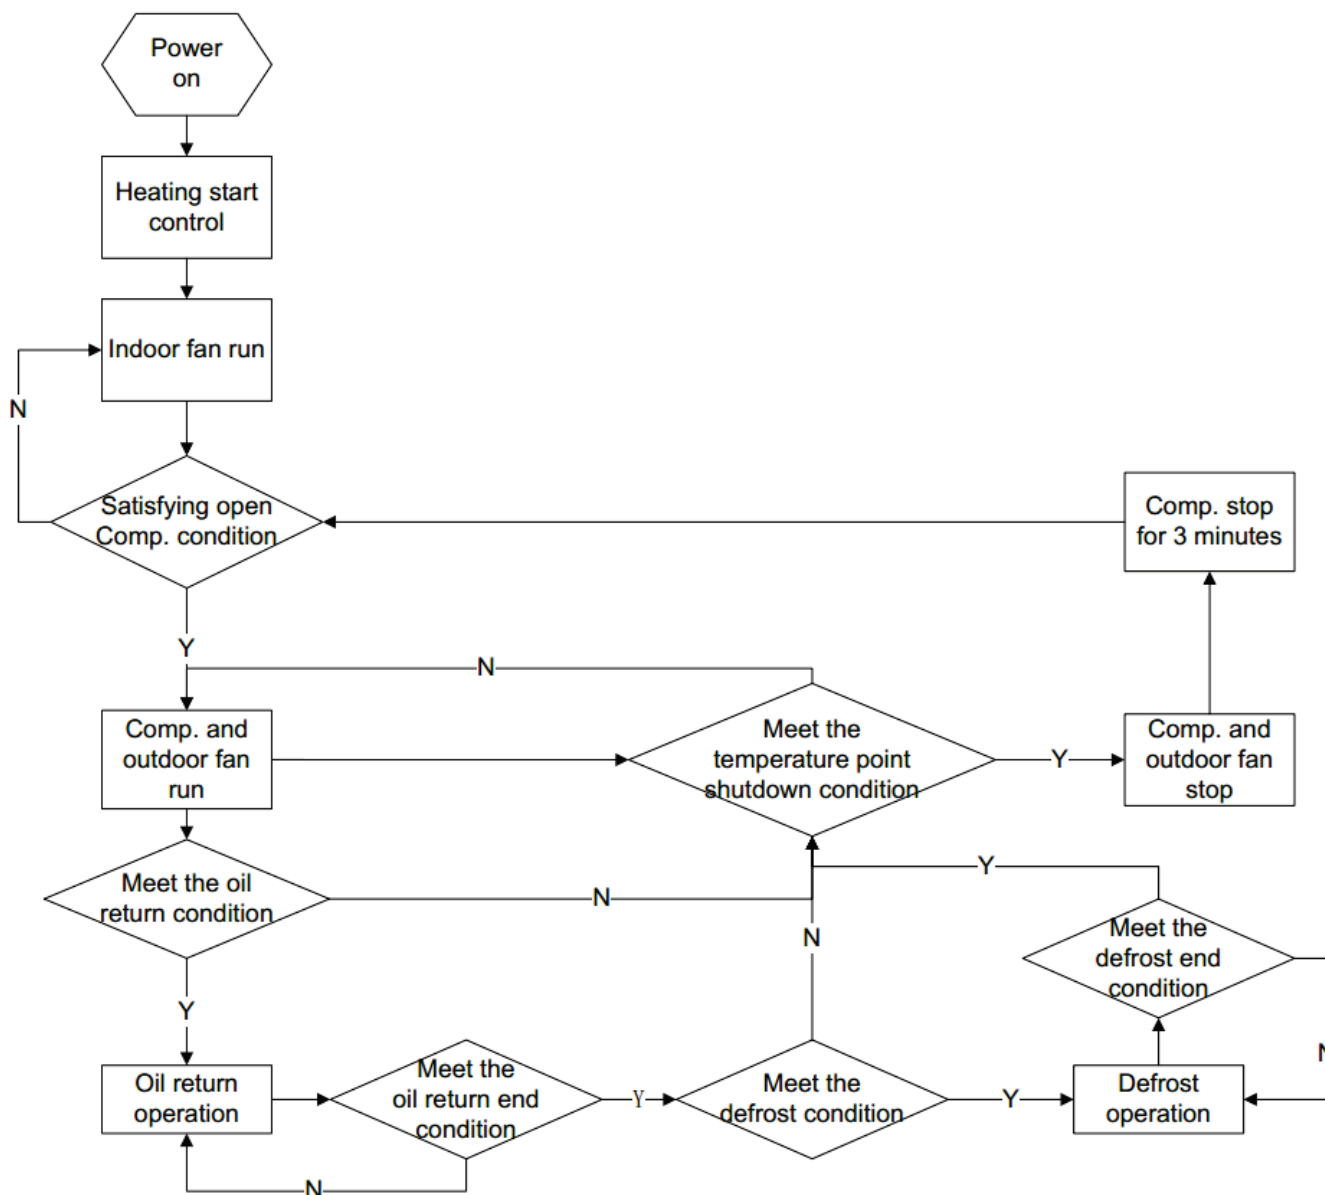 Power
on
Heating start
control
Indoor fan run
N
Satisfying open
Comp. condition
Comp. stop
for 3 minutes
Y
N
Comp. and
outdoor fan
run
Meet the
temperature point
shutdown condition
Y
Comp. and
outdoor fan
stop
Meet the oil
return condition
N
Y
N
Meet the
defrost end
condition
Y
N
Oil return
operation
Meet the
oil return end
condition
Y
Meet the
defrost condition
Y
Defrost
operation
N